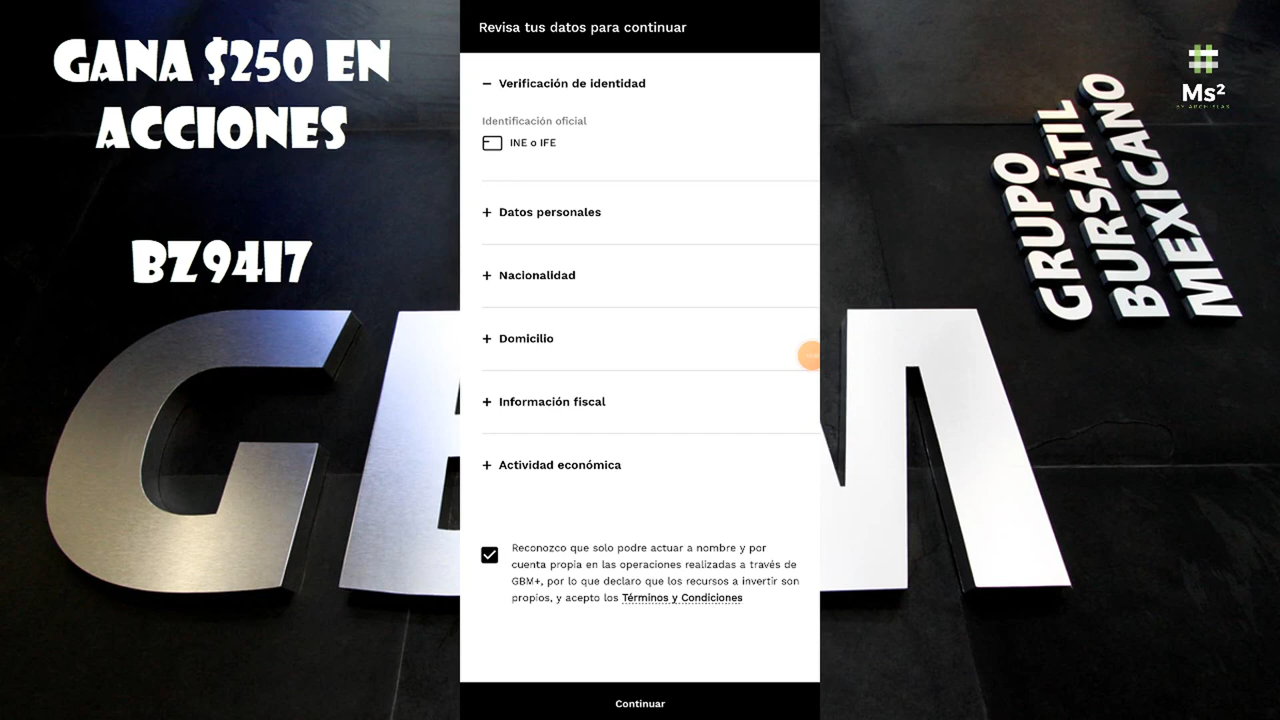 GANA $250 EN
ACCIONES
BZ9417
Revisa tus datos para continuar
Verificación de identidad
Identificación oficial
INE o IFE
Datos personales
Nacionalidad
Domicilio
Información fiscal
Actividad económica
Reconozco que solo podre actuar a nombre y por
cuenta propia en las operaciones realizadas a través de
GBM+, por lo que declaro que los recursos a invertir son
propios, y acepto los Términos y Condiciones
Continuar
Ms²
BY ARCHIELAS
GRUPO
BURSÁTIL
MEXICANO
GBM